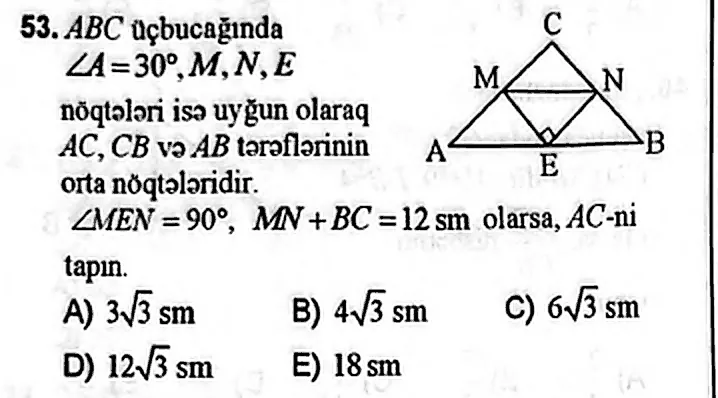 53. ABC üçbucağında
∠A=30°, M, N, E
nöqtələri isə uyğun olaraq
AC, CB və AB tərəflərinin
orta nöqtələridir.
∠MEN = 90°, MN + BC = 12 sm olarsa, AC-ni
tapın.
A) 3√3 sm B) 4√3 sm C) 6√3 sm
D) 12√3 sm E) 18 sm
C
M N
A B
E